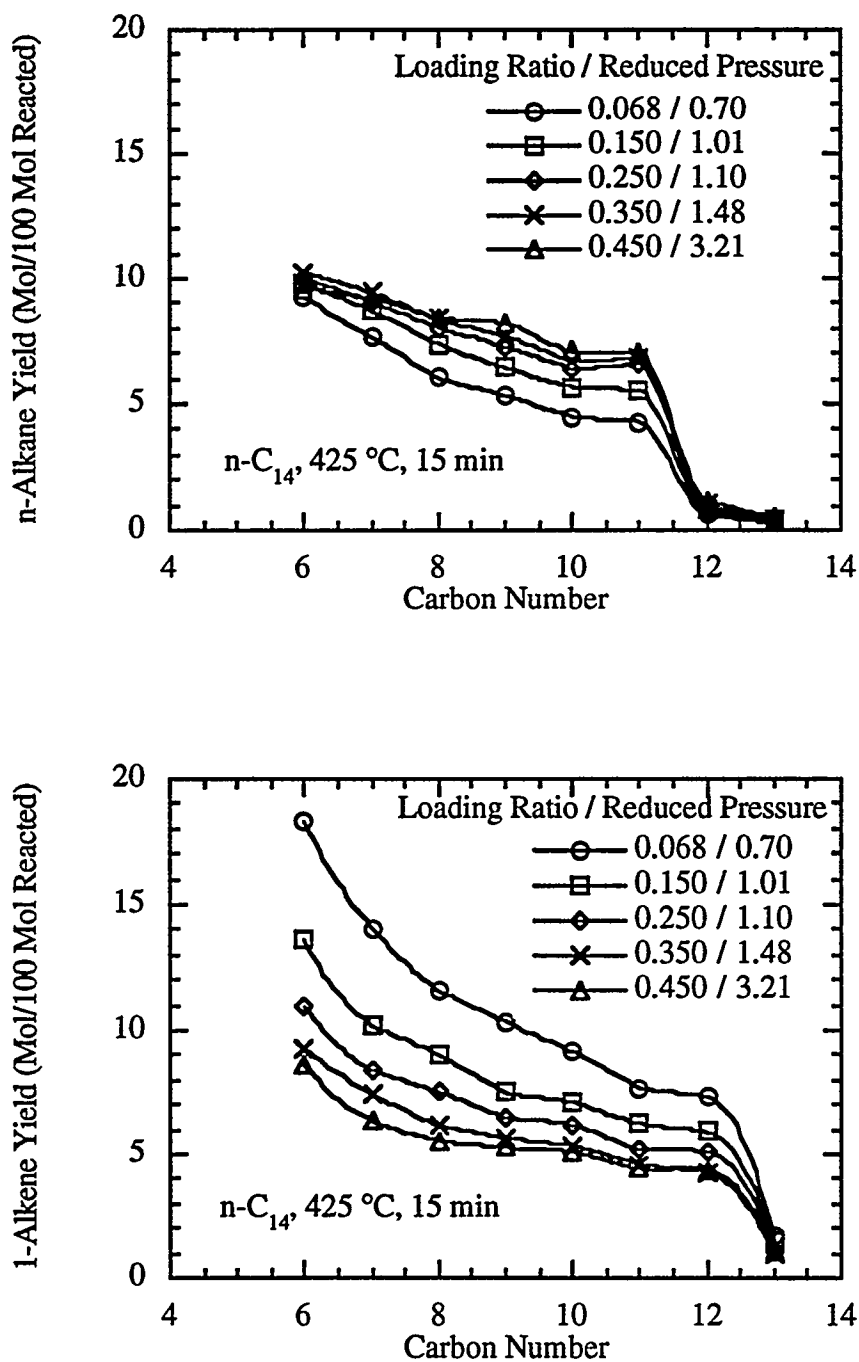 n-Alkane Yield (Mol/100 Mol Reacted)
20
15
10
5
0
Loading Ratio / Reduced Pressure
0.068 / 0.70
0.150 / 1.01
0.250 / 1.10
0.350 / 1.48
0.450 / 3.21
n-C14, 425 °C, 15 min
4 6 8 10 12 14
Carbon Number
1-Alkene Yield (Mol/100 Mol Reacted)
20
15
10
5
0
Loading Ratio / Reduced Pressure
0.068 / 0.70
0.150 / 1.01
0.250 / 1.10
0.350 / 1.48
0.450 / 3.21
n-C14, 425 °C, 15 min
4 6 8 10 12 14
Carbon Number